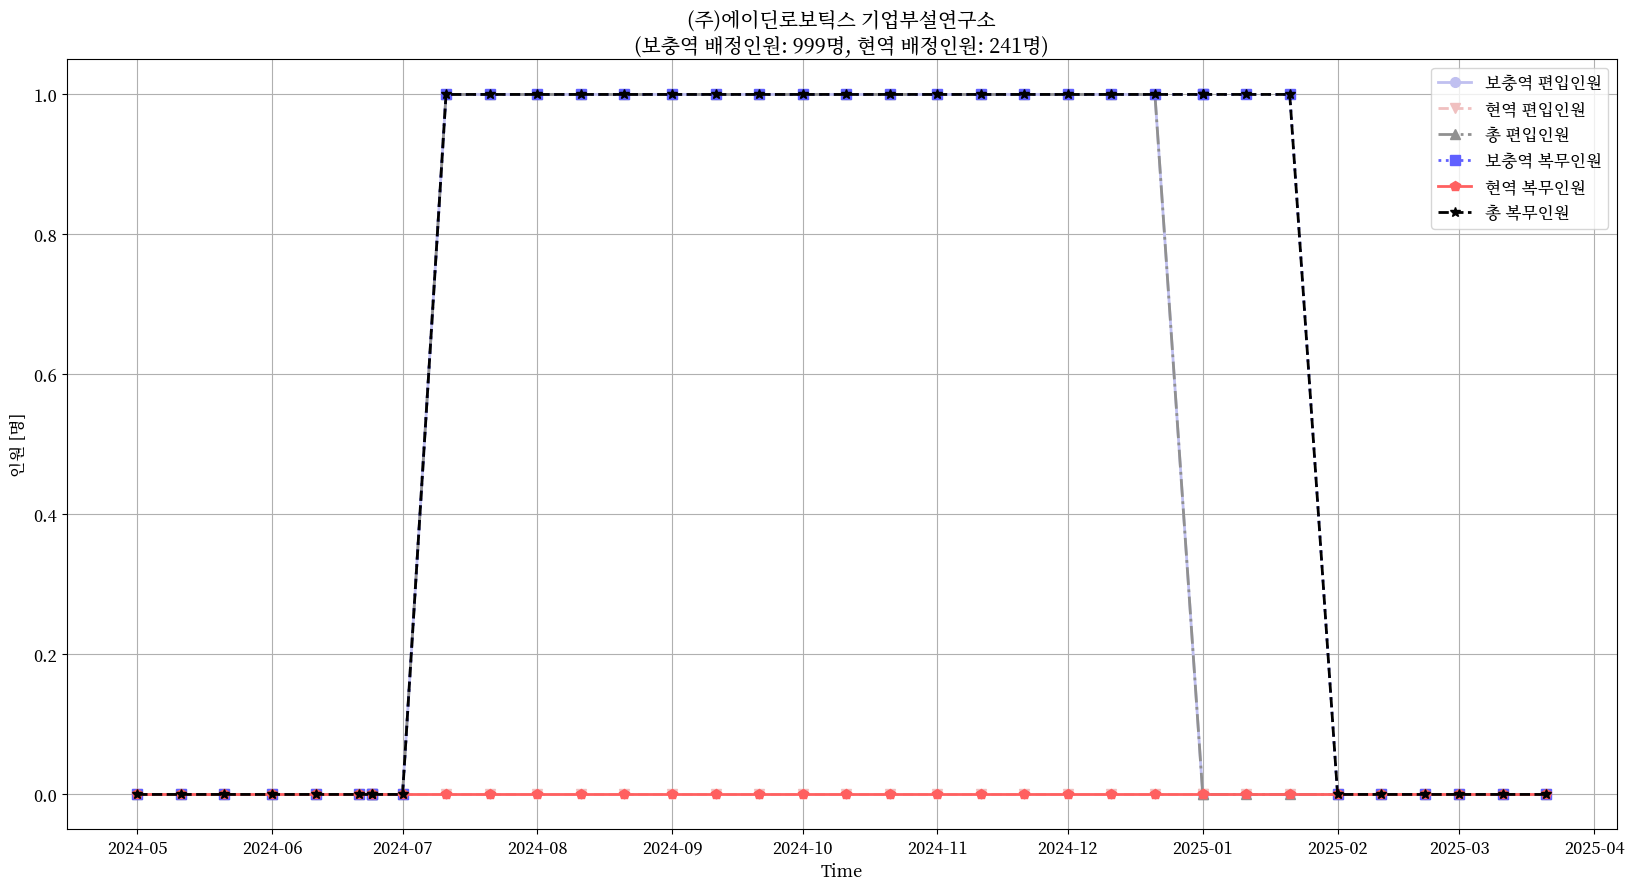 (주)에이딘로보틱스 기업부설연구소
(보충역 배정인원: 999명, 현역 배정인원: 241명)
보충역 편입인원
현역 편입인원
총 편입인원
보충역 복무인원
현역 복무인원
총 복무인원
인원 [명]
1.0
0.8
0.6
0.4
0.2
0.0
2024-05 2024-06 2024-07 2024-08 2024-09 2024-10 2024-11 2024-12 2025-01 2025-02 2025-03 2025-04
Time